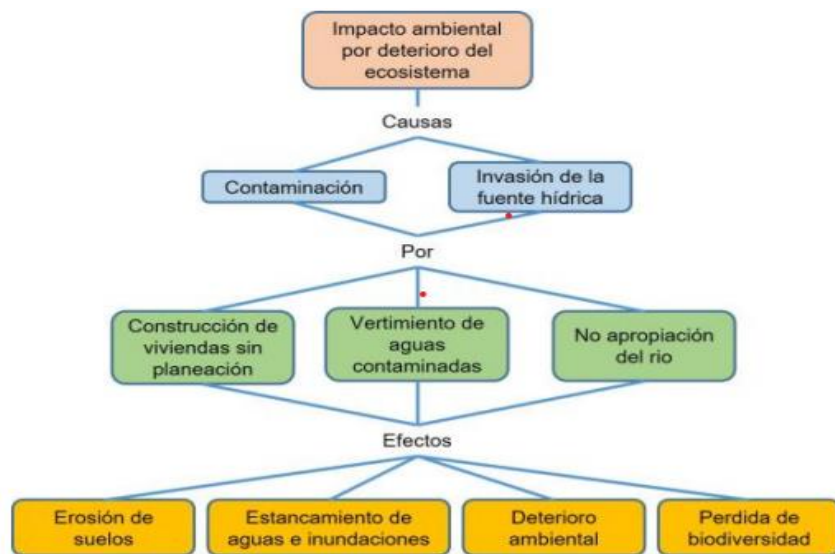 Impacto ambiental
por deterioro del
ecosistema
Causas
Contaminación
Invasión de la
fuente hídrica
Por
Construcción de
viviendas sin
planeación
Vertimiento de
aguas
contaminadas
No apropiación
del rio
Efectos
Erosión de
suelos
Estancamiento de
aguas e inundaciones
Deterioro
ambiental
Perdida de
biodiversidad